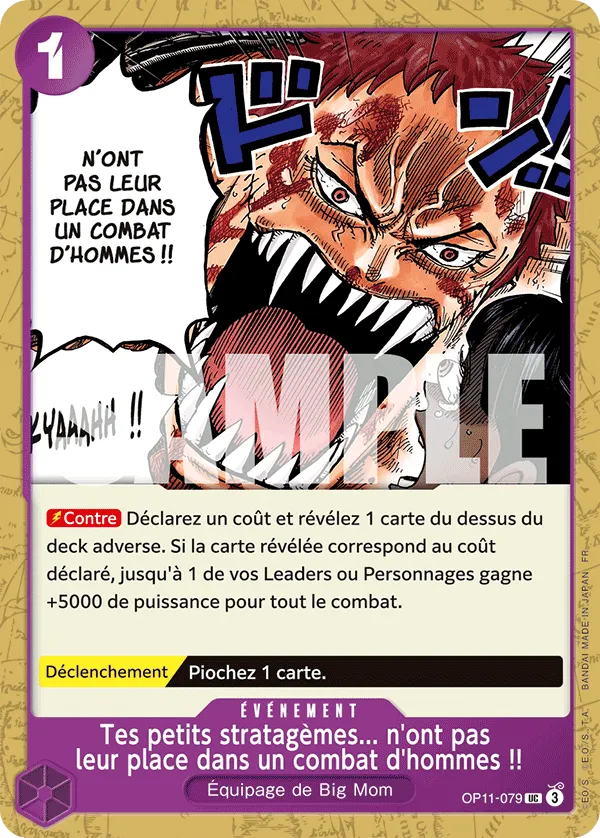 1
N'ONT
PAS LEUR
PLACE DANS
UN COMBAT
D'HOMMES !!
ドン!!
KYAHAHH !!
SAMPLE
Contre Déclarez un coût et révélez 1 carte du dessus du
deck adverse. Si la carte révélée correspond au coût
déclaré, jusqu'à 1 de vos Leaders ou Personnages gagne
+5000 de puissance pour tout le combat.
Déclenchement Piochez 1 carte.
ÉVÉNEMENT
Tes petits stratagèmes... n'ont pas
leur place dans un combat d'hommes !!
Équipage de Big Mom
OP11-079 UC 3
©E.O./S. ©E.O./S.,T.A. BANDAI MADE IN JAPAN FR